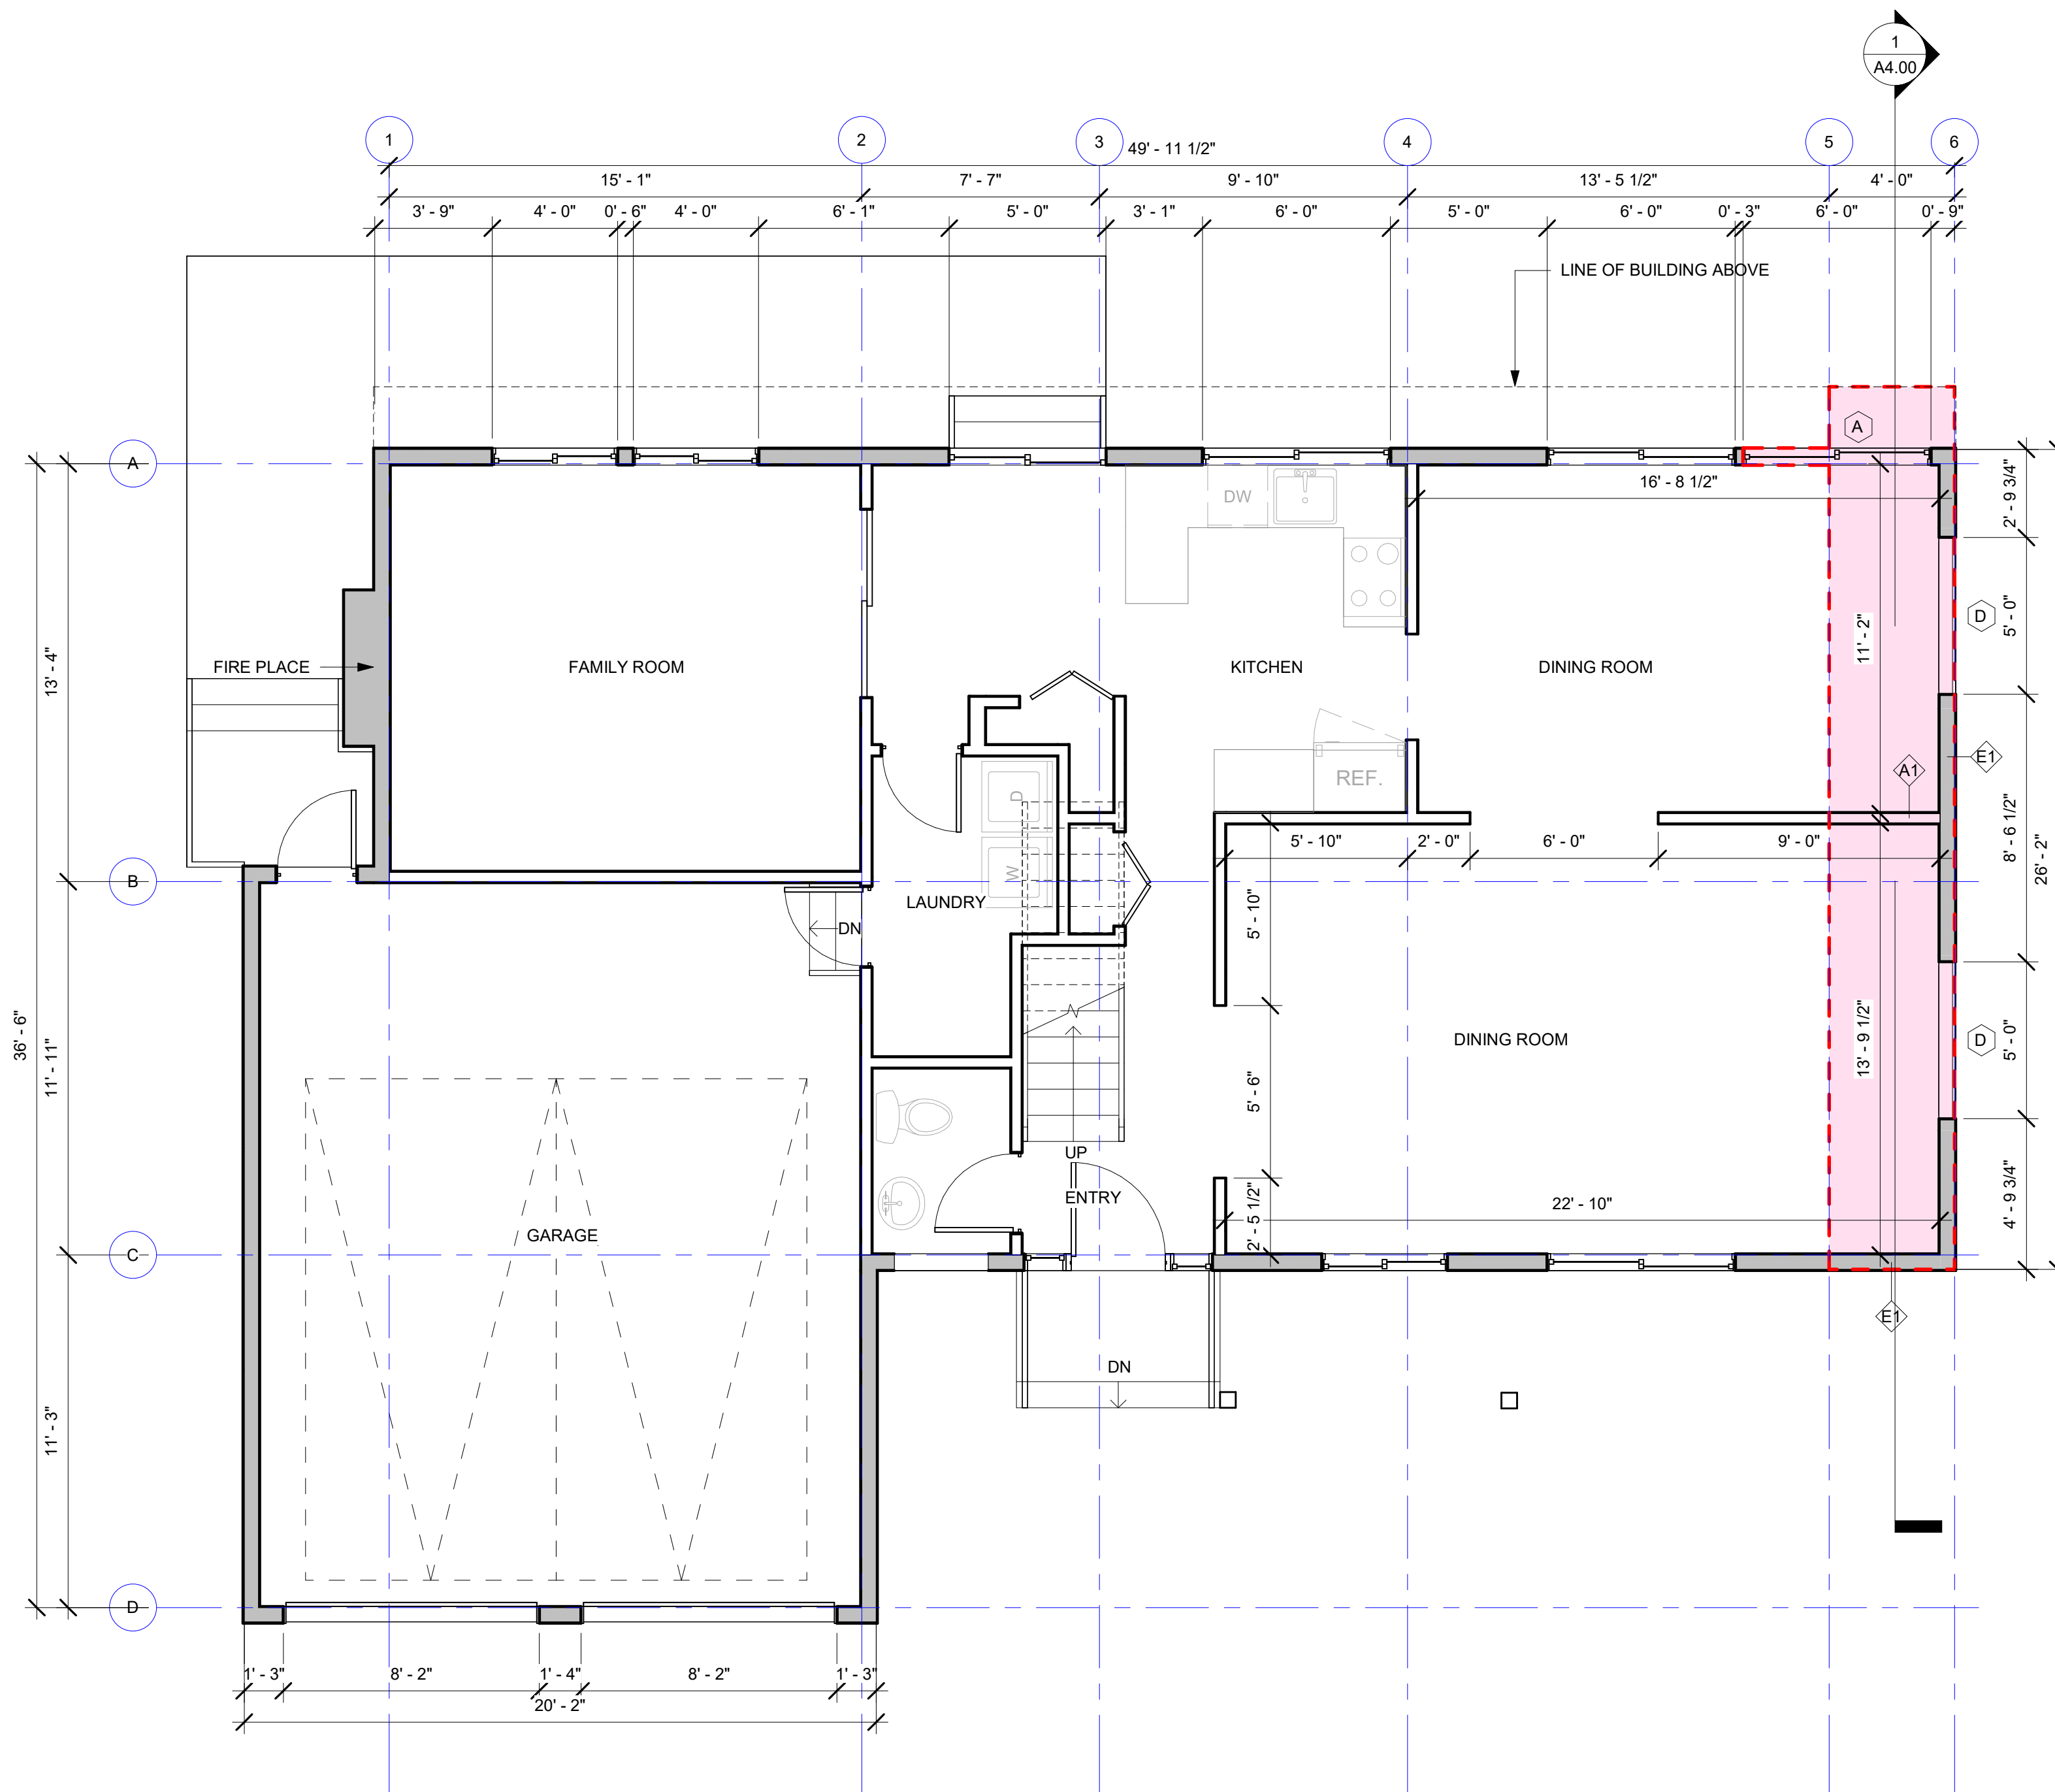 1
A4.00
1
2
3
4
5
6
49' - 11 1/2"
15' - 1"
7' - 7"
9' - 10"
13' - 5 1/2"
4' - 0"
3' - 9"
4' - 0"
0' - 6"
4' - 0"
6' - 1"
5' - 0"
3' - 1"
6' - 0"
5' - 0"
6' - 0"
0' - 3"
6' - 0"
0' - 9"
LINE OF BUILDING ABOVE
A
A
DW
16' - 8 1/2"
2' - 9 3/4"
D
5' - 0"
11' - 2"
13' - 4"
FIRE PLACE
FAMILY ROOM
KITCHEN
DINING ROOM
E1
A1
REF.
D
W
8' - 6 1/2"
26' - 2"
5' - 10"
2' - 0"
6' - 0"
9' - 0"
B
LAUNDRY
DN
5' - 10"
36' - 6"
11' - 11"
DINING ROOM
13' - 9 1/2"
D
5' - 0"
5' - 6"
UP
ENTRY
2' - 5 1/2"
22' - 10"
4' - 9 3/4"
GARAGE
C
E1
DN
11' - 3"
D
1' - 3"
8' - 2"
1' - 4"
8' - 2"
1' - 3"
20' - 2"